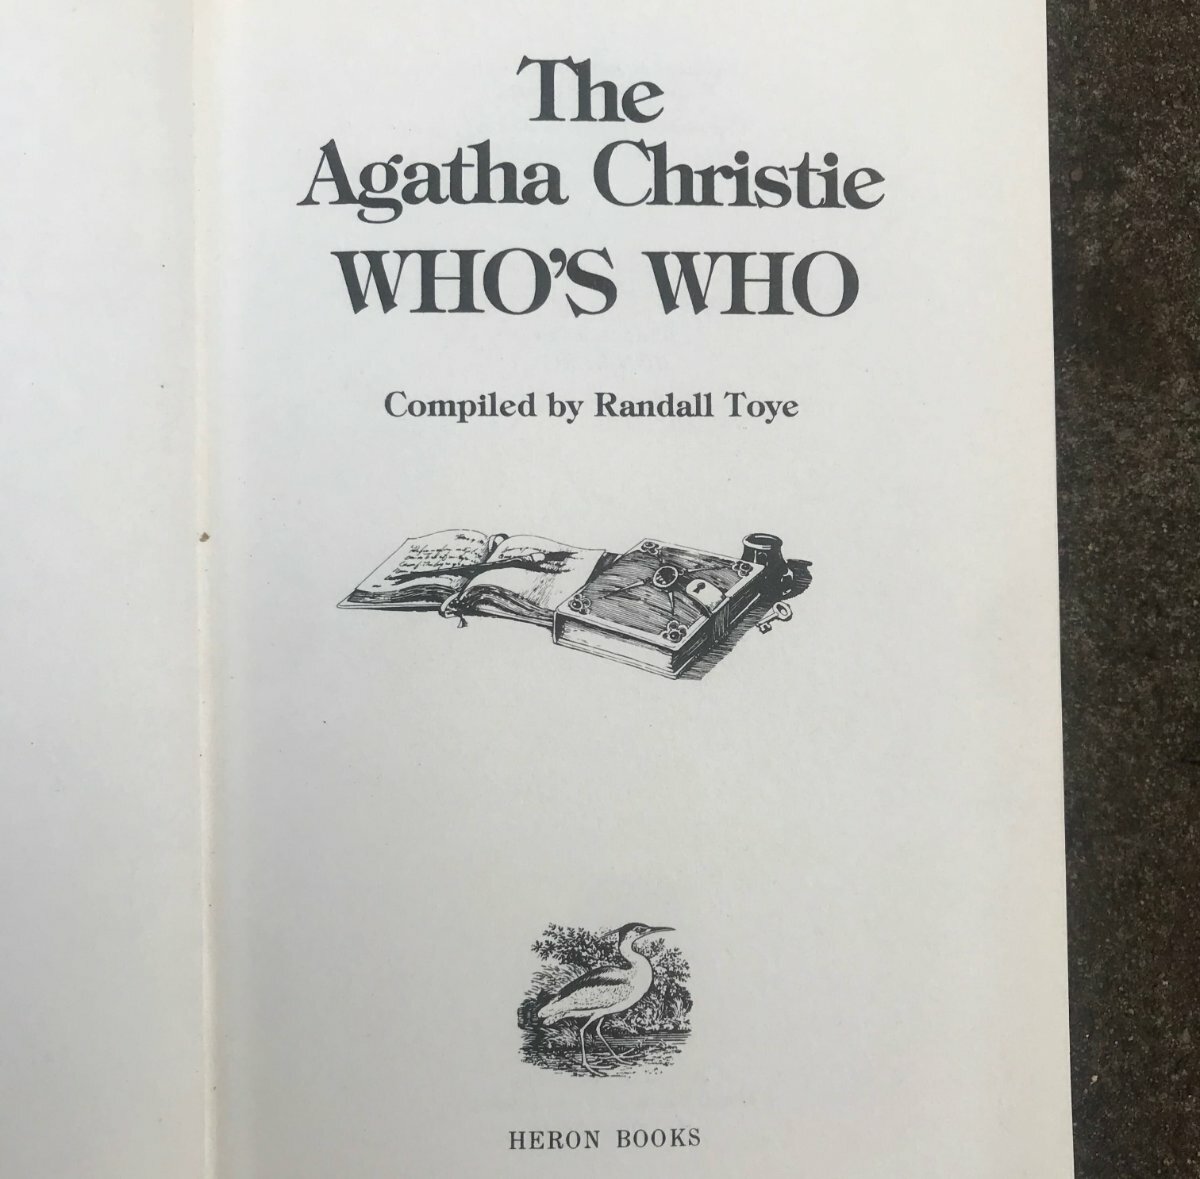 The
Agatha Christie
WHO'S WHO
Compiled by Randall Toye
HERON BOOKS